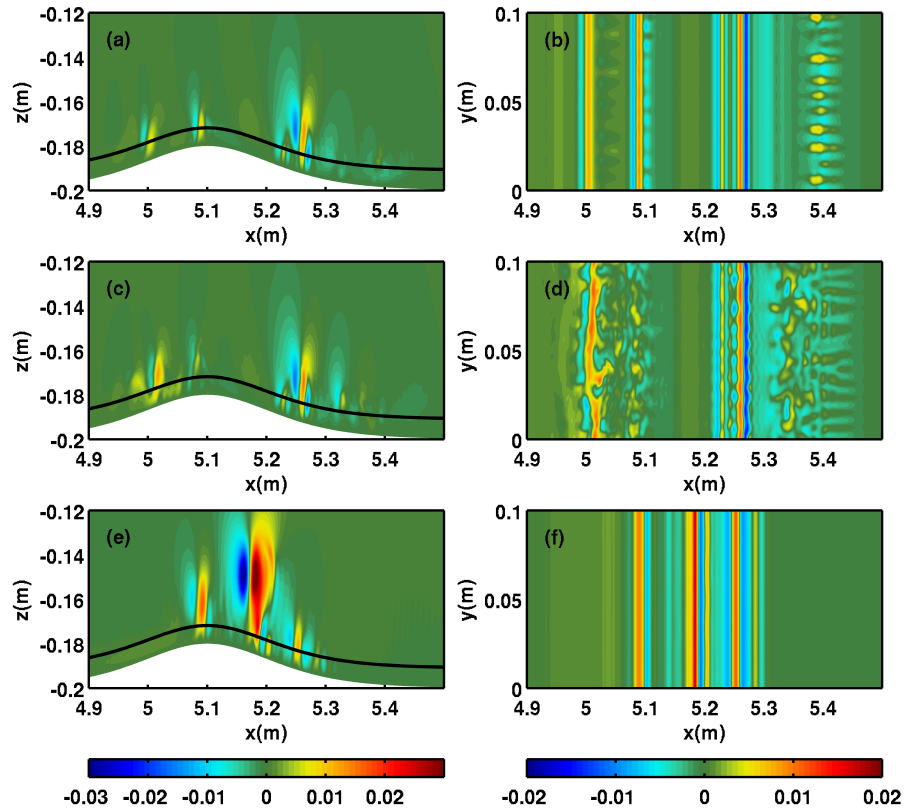 -0.12
-0.14
-0.16
-0.18
-0.2
z(m)
(a)
4.9 5 5.1 5.2 5.3 5.4
x(m)
0.1
0.05
0
y(m)
(b)
4.9 5 5.1 5.2 5.3 5.4
x(m)
-0.12
-0.14
-0.16
-0.18
-0.2
z(m)
(c)
4.9 5 5.1 5.2 5.3 5.4
x(m)
0.1
0.05
0
y(m)
(d)
4.9 5 5.1 5.2 5.3 5.4
x(m)
-0.12
-0.14
-0.16
-0.18
-0.2
z(m)
(e)
4.9 5 5.1 5.2 5.3 5.4
x(m)
0.1
0.05
0
y(m)
(f)
4.9 5 5.1 5.2 5.3 5.4
x(m)
-0.03 -0.02 -0.01 0 0.01 0.02
-0.02 -0.01 0 0.01 0.02